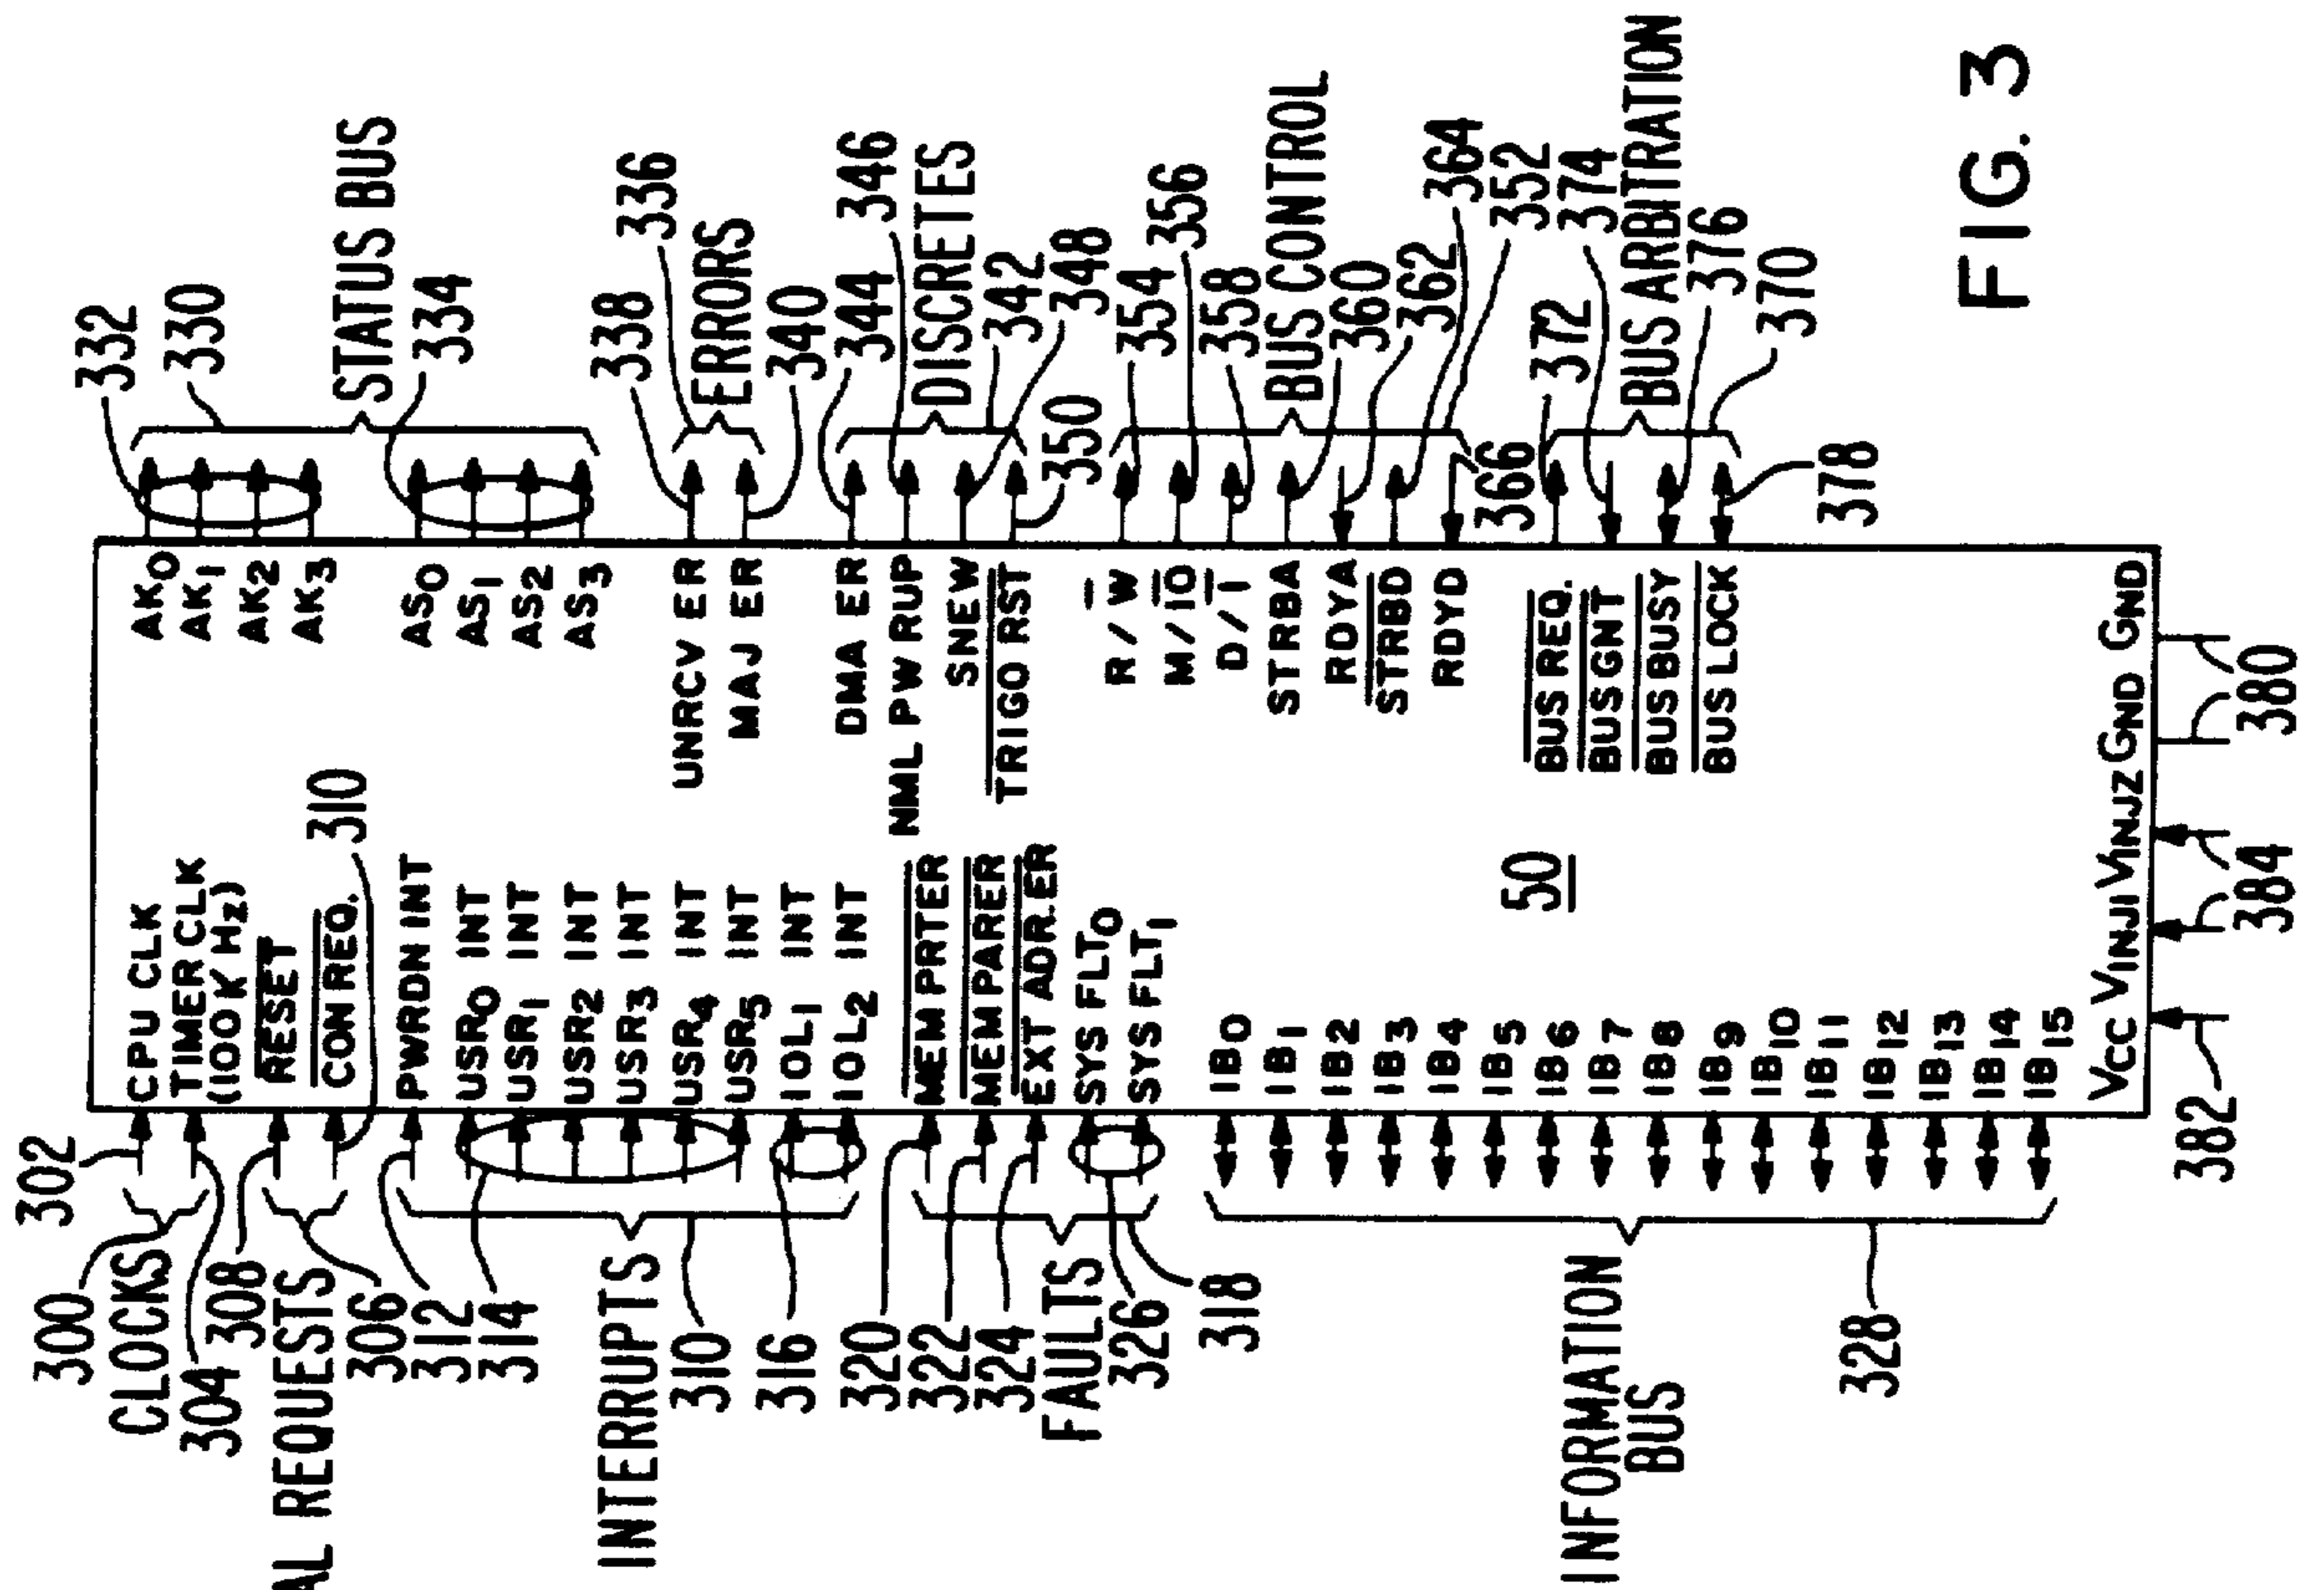 302
300
CLOCKS
304
308
AL REQUESTS
306
312
314
INTERRUPTS
310
316
320
322
324
FAULTS
326
318
INFORMATION
BUS
328
CPU CLK
TIMER CLK
(100K Hz)
RESET
CON REQ.
310
PWRDN INT
USR0 INT
USR1 INT
USR2 INT
USR3 INT
USR4 INT
USR5 INT
IOL1 INT
IOL2 INT
MEM PRTER
MEM PARER
EXT ADR.ER
SYS FLT0
SYS FLT1
IB0
IB1
IB2
IB3
IB4
IB5
IB6
IB7
IB8
IB9
IB10
IB11
IB12
IB13
IB14
IB15
50
AK0
AK1
AK2
AK3
AS0
AS1
AS2
AS3
UNRCV ER
MAJ ER
DMA ER
NML PW RUP
SNEW
TRIGO RST
R/W
M/IO
D/I
STRBA
RDYA
STRBD
RDYD
BUS REQ.
BUS GNT
BUS BUSY
BUS LOCK
VCC VINJ1 VINJ2 GND GND
382
384
380
332
330
STATUS BUS
334
336
338
ERRORS
340
344
346
DISCRETES
342
348
350
354
356
358
BUS CONTROL
360
362
364
352
366
372
374
BUS ARBITRATION
376
370
378
FIG. 3